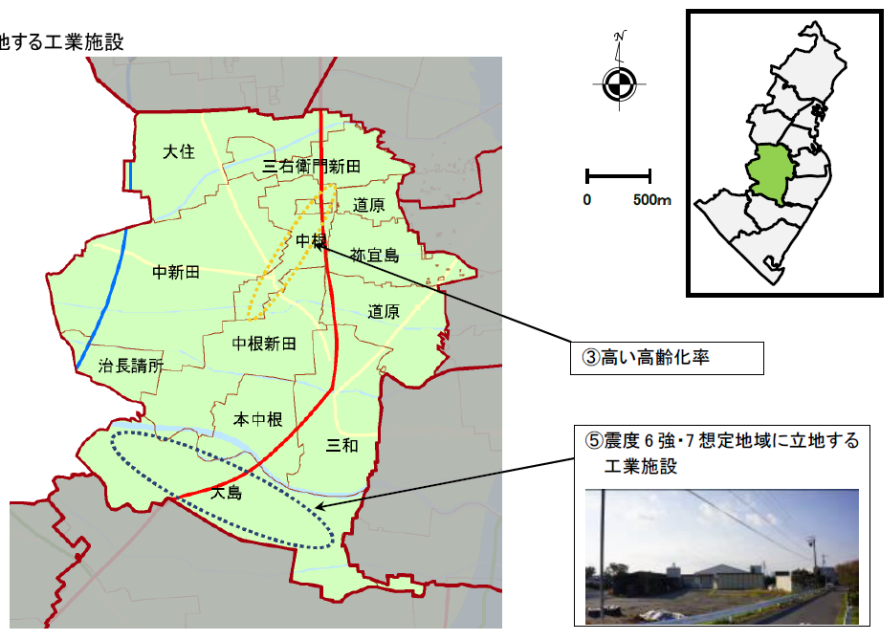 地する工業施設
N
0 500m
大住
三右衛門新田
道原
中根
祢宜島
中新田
道原
③高い高齢化率
中根新田
治長請所
本中根
三和
⑤震度 6 強・7 想定地域に立地する
工業施設
大島